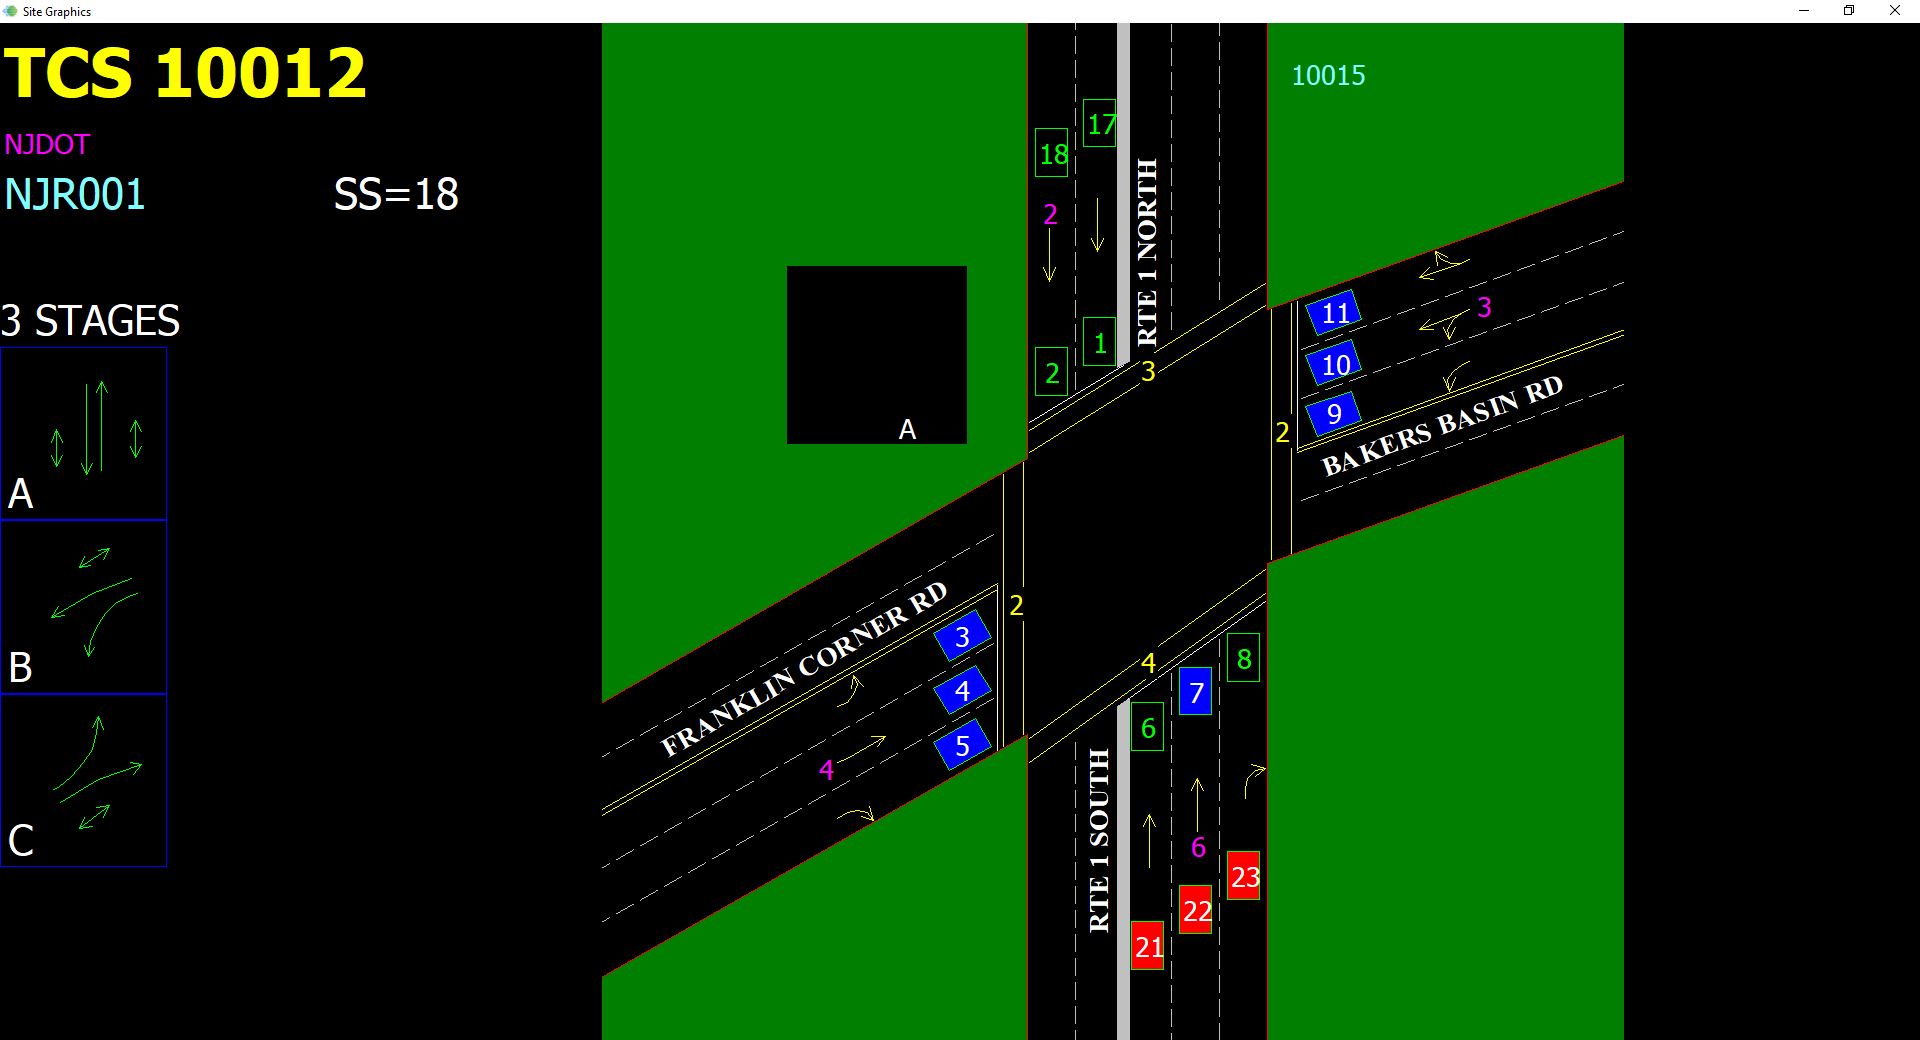 Site Graphics
TCS 10012
NJDOT
NJR001
SS=18
3 STAGES
A
B
C
10015
17
18
2
RTE 1 NORTH
1
2
3
A
11
3
10
9
2
BAKERS BASIN RD
2
FRANKLIN CORNER RD
3
4
5
4
4
8
7
6
RTE 1 SOUTH
6
23
22
21